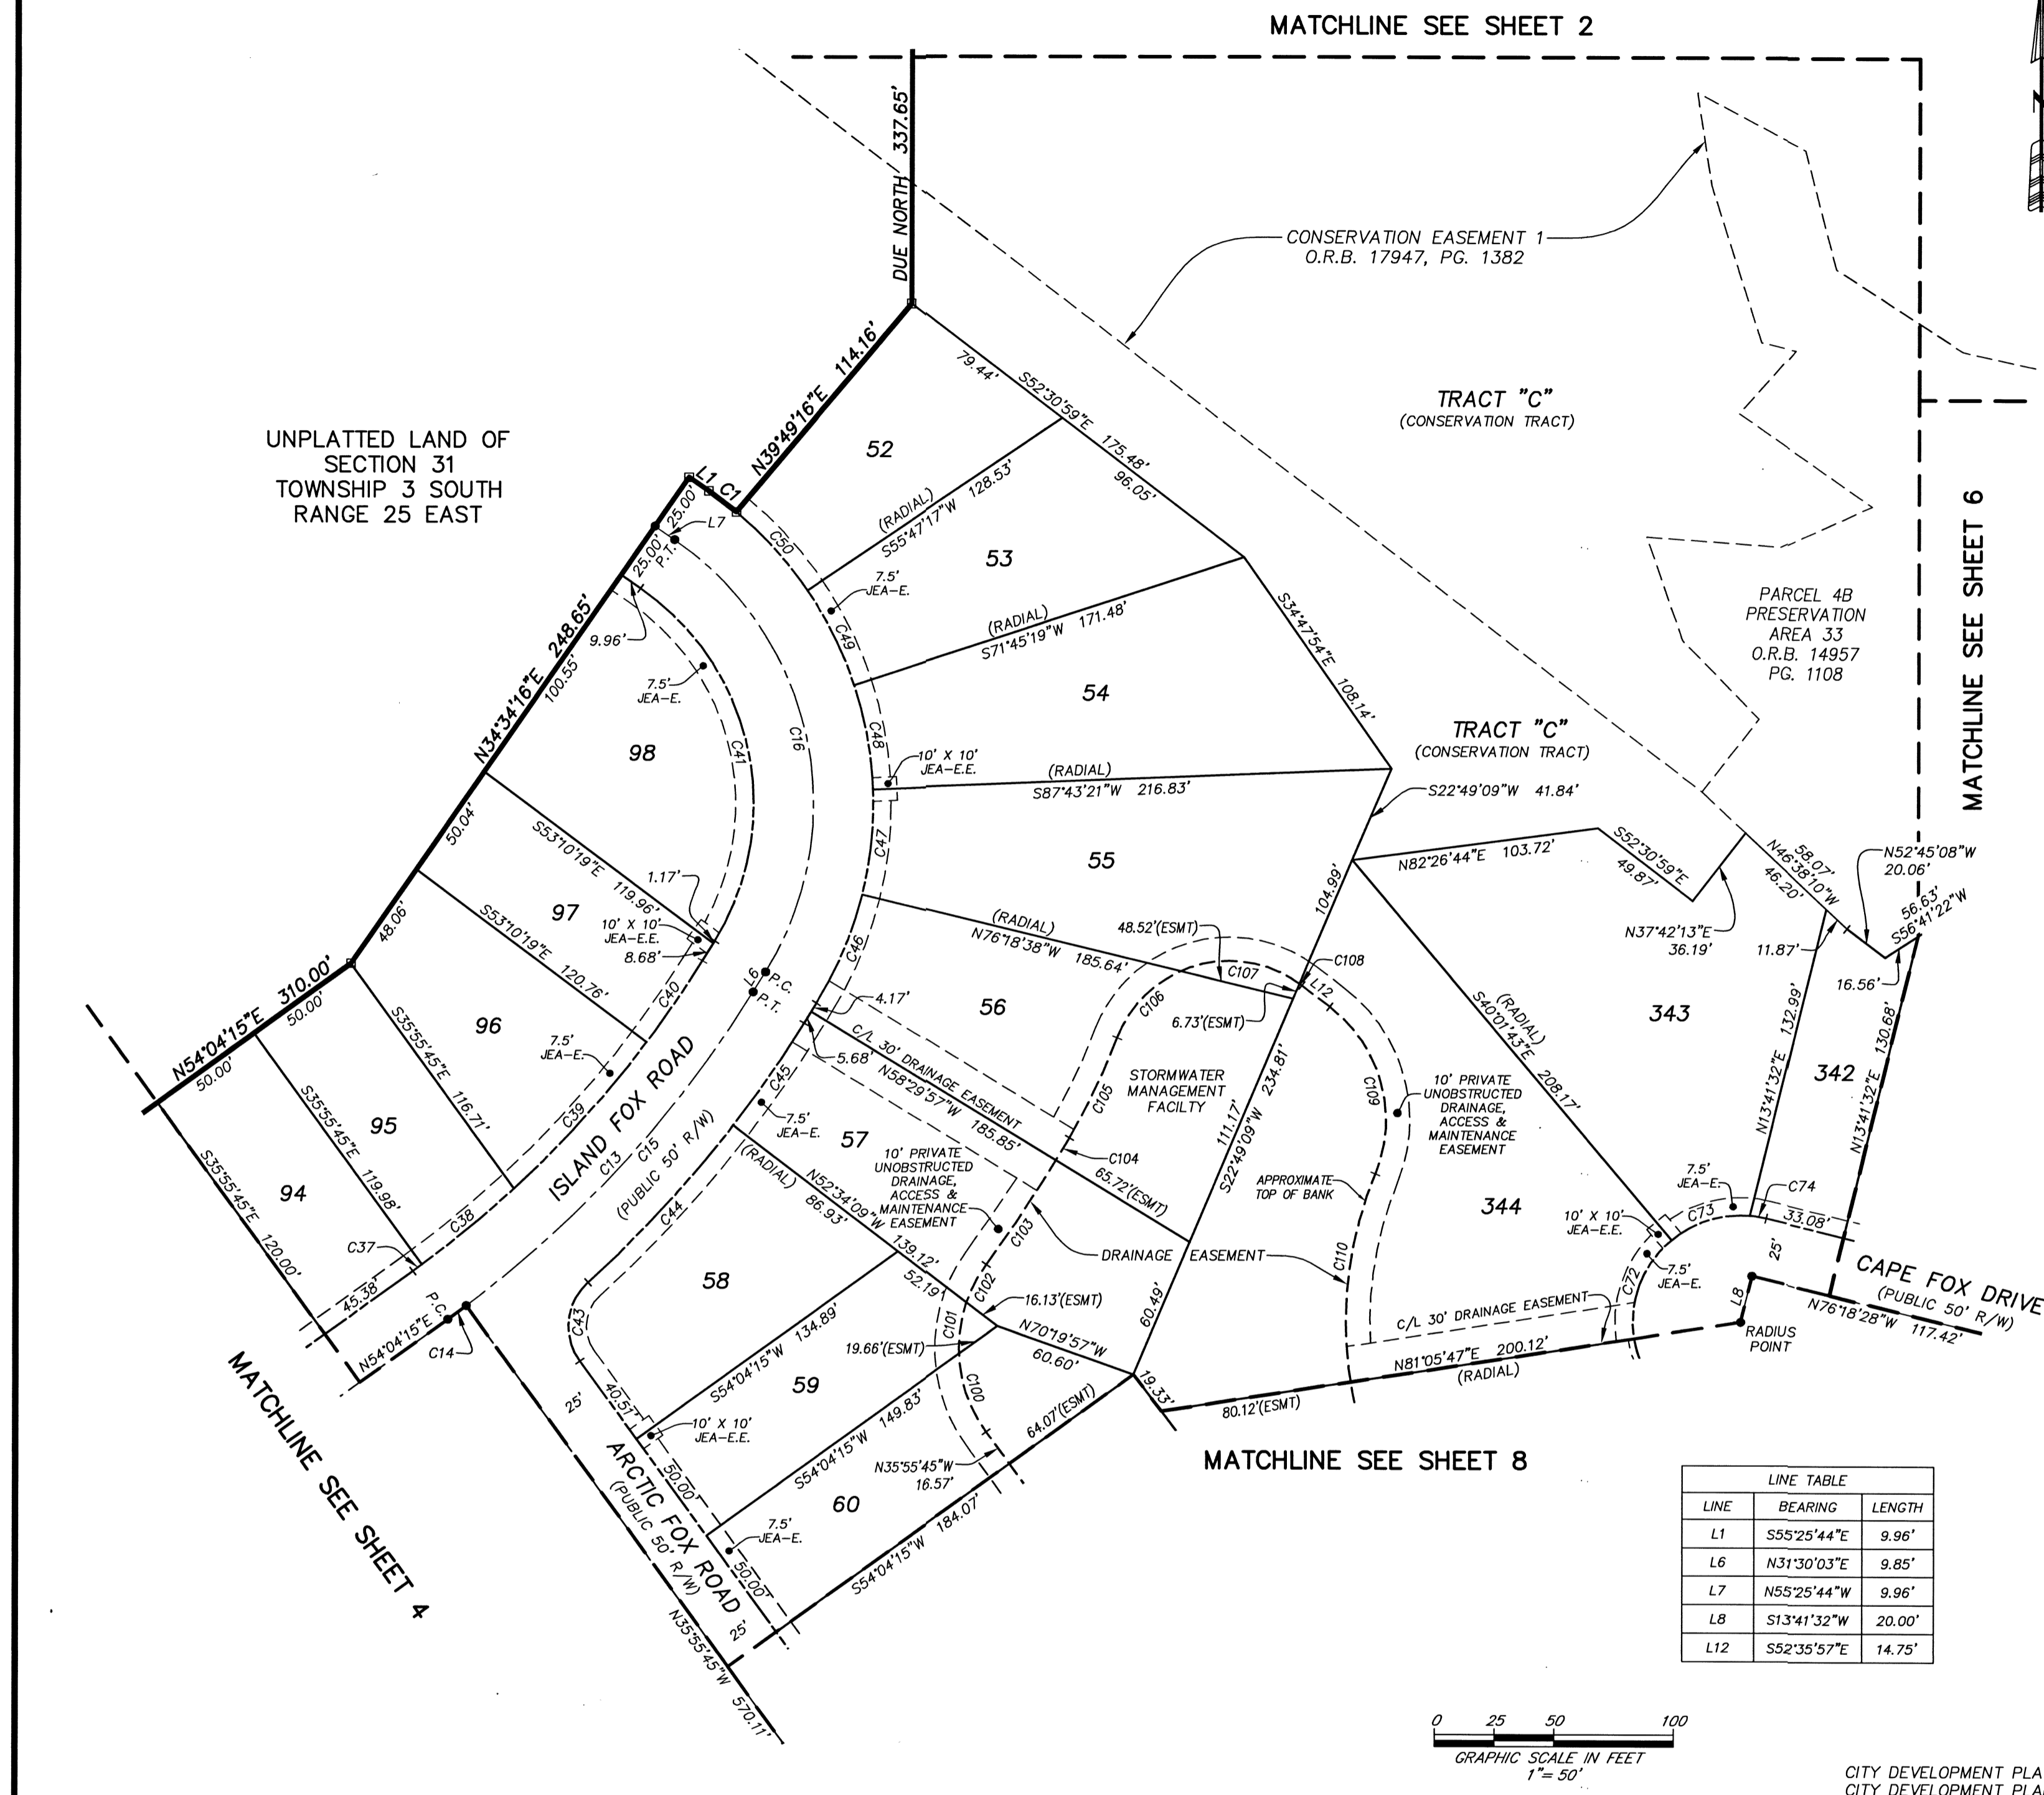 MATCHLINE SEE SHEET 2
DUE NORTH 337.65'
CONSERVATION EASEMENT 1
O.R.B. 17947, PG. 1382
UNPLATTED LAND OF
SECTION 31
TOWNSHIP 3 SOUTH
RANGE 25 EAST
N39°49'16"E 114.16'
L1
C1
25.00'
L7
25.00'
P.T.
9.96'
N34°34'16"E 248.65'
100.55'
50.04'
48.06'
N54°04'15"E 310.00'
50.00'
50.00'
79.44'
S52°30'59"E 175.48'
96.05'
52
(RADIAL)
S55°47'17"W 128.53'
C50
53
7.5'
JEA-E.
C49
(RADIAL)
S71°45'19"W 171.48'
S34°47'54"E 108.14'
54
C48
10' X 10'
JEA-E.E.
(RADIAL)
S87°43'21"W 216.83'
TRACT "C"
(CONSERVATION TRACT)
PARCEL 4B
PRESERVATION
AREA 33
O.R.B. 14957
PG. 1108
MATCHLINE SEE SHEET 6
TRACT "C"
(CONSERVATION TRACT)
S22°49'09"W 41.84'
7.5'
JEA-E.
98
C41
C16
C47
55
104.99'
N82°26'44"E 103.72'
S52°30'59"E
49.87'
N37°42'13"E
36.19'
58.07'
N46°38'10"W
46.20'
N52°45'08"W
20.06'
56.63'
S56°41'22"W
11.87'
16.56'
S53°10'19"E 119.96'
1.17'
97
10' X 10'
JEA-E.E.
8.68'
S53°10'19"E 120.76'
C40
L6
P.C.
P.T.
C46
(RADIAL)
N76°18'38"W 185.64'
48.52'(ESMT)
C107
C108
L12
C106
6.73'(ESMT)
56
4.17'
5.68'
C/L 30' DRAINAGE EASEMENT
N58°29'57"W 185.85'
STORMWATER
MANAGEMENT
FACILTY
C105
C104
65.72'(ESMT)
111.17'
S22°49'09"W 234.81'
C109
10' PRIVATE
UNOBSTRUCTED
DRAINAGE,
ACCESS &
MAINTENANCE
EASEMENT
APPROXIMATE
TOP OF BANK
(RADIAL)
S40°01'43"E 208.17'
343
N13°41'32"E 132.99'
342
N13°41'32"E 130.68'
344
96
7.5'
JEA-E.
S35°55'45"E 116.71'
C39
ISLAND FOX ROAD
C13
C15
(PUBLIC 50' R/W)
C45
7.5'
JEA-E.
57
(RADIAL)
N52°34'09"W
86.93'
139.12'
52.19'
10' PRIVATE
UNOBSTRUCTED
DRAINAGE,
ACCESS &
MAINTENANCE
EASEMENT
C103
DRAINAGE EASEMENT
C102
C101
C110
95
S35°55'45"E 119.98'
94
S35°55'45"E 120.00'
C38
C37
45.38'
P.C.
N54°04'15"E
C14
C44
C43
58
S54°04'15"W 134.89'
16.13'(ESMT)
19.66'(ESMT)
N70°19'57"W
60.60'
60.49'
19.33'
C/L 30' DRAINAGE EASEMENT
N81°05'47"E 200.12'
(RADIAL)
80.12'(ESMT)
7.5'
JEA-E.
10' X 10'
JEA-E.E.
C73
C74
33.08'
25'
7.5'
JEA-E.
C72
L8
RADIUS
POINT
CAPE FOX DRIVE
(PUBLIC 50' R/W)
N76°18'28"W 117.42'
40.57'
25'
59
10' X 10'
JEA-E.E.
S54°04'15"W 149.83'
C100
64.07'(ESMT)
N35°55'45"W
16.57'
60
50.00'
7.5'
JEA-E.
50.00'
S54°04'15"W 184.07'
ARCTIC FOX ROAD
(PUBLIC 50' R/W)
25'
N35°55'45"W 570.11'
MATCHLINE SEE SHEET 4
MATCHLINE SEE SHEET 8
LINE TABLE
LINE BEARING LENGTH
L1 S55°25'44"E 9.96'
L6 N31°30'03"E 9.85'
L7 N55°25'44"W 9.96'
L8 S13°41'32"W 20.00'
L12 S52°35'57"E 14.75'
0 25 50 100
GRAPHIC SCALE IN FEET
1"= 50'
CITY DEVELOPMENT PLA
CITY DEVELOPMENT PLA